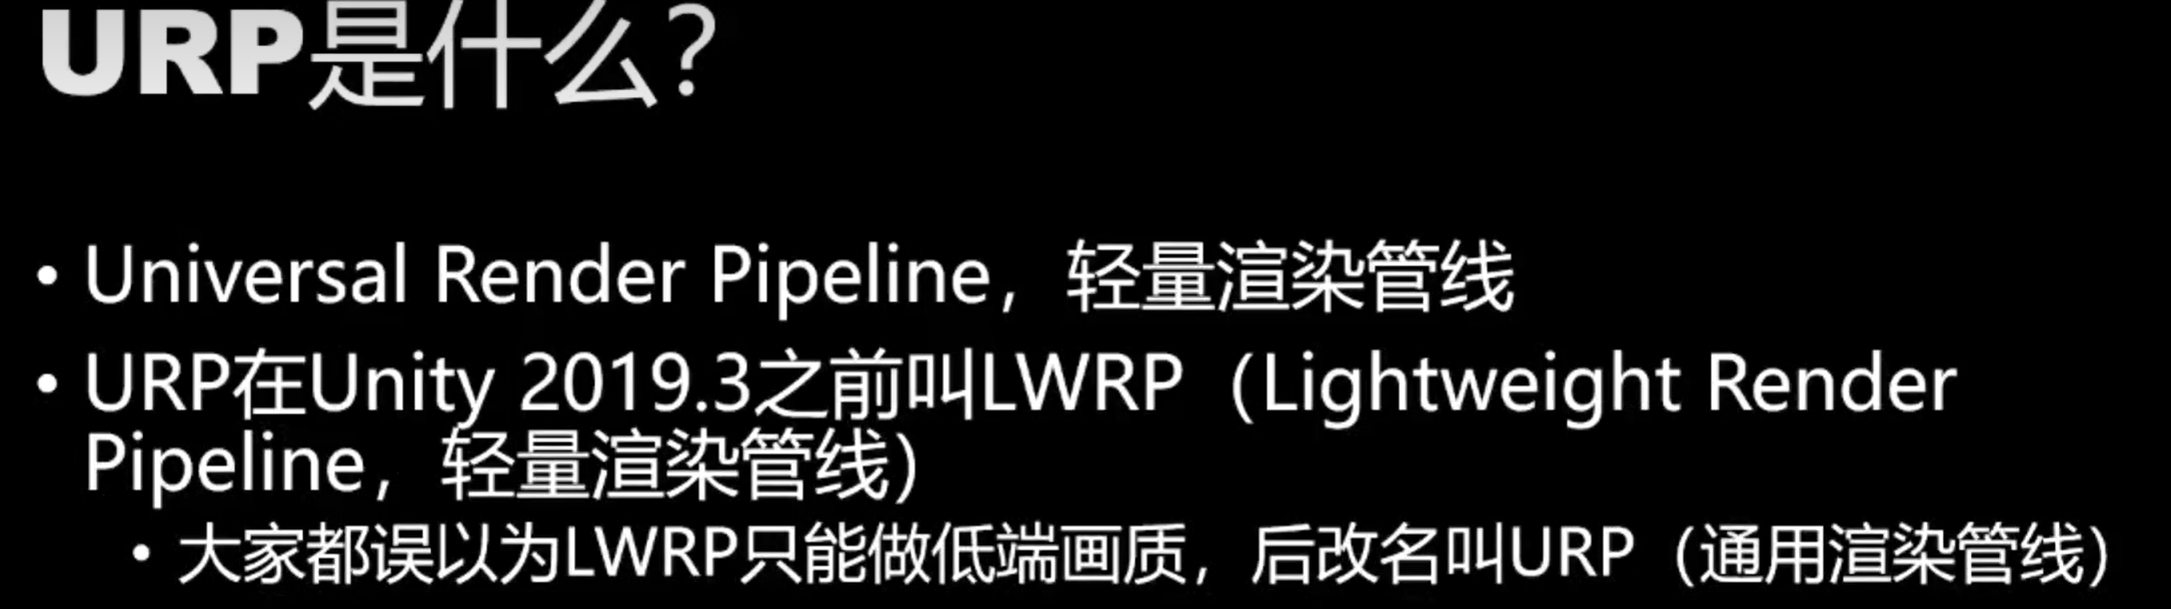 URP是什么?
• Universal Render Pipeline，轻量渲染管线
• URP在Unity 2019.3之前叫LWRP（Lightweight Render
Pipeline，轻量渲染管线）
• 大家都误以为LWRP只能做低端画质，后改名叫URP（通用渲染管线）